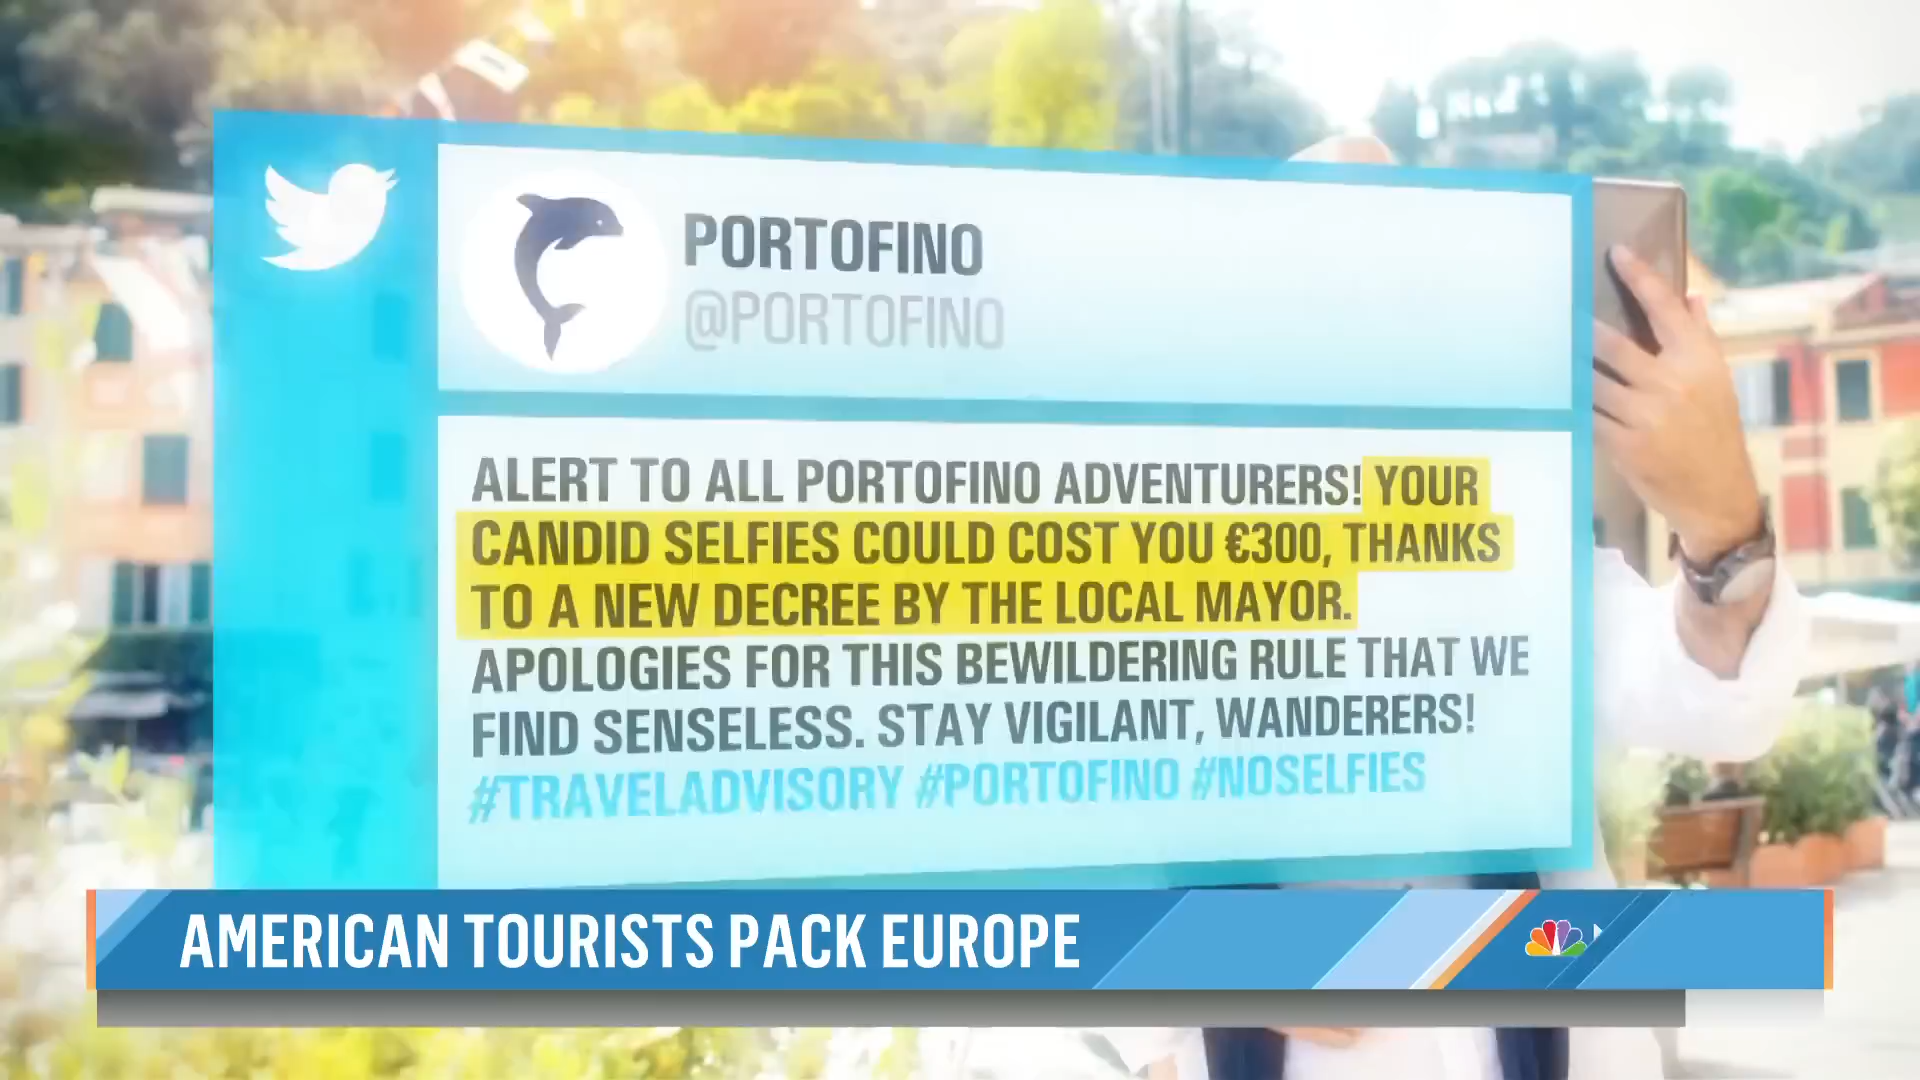 PORTOFINO
@PORTOFINO
ALERT TO ALL PORTOFINO ADVENTURERS! YOUR
CANDID SELFIES COULD COST YOU €300, THANKS
TO A NEW DECREE BY THE LOCAL MAYOR.
APOLOGIES FOR THIS BEWILDERING RULE THAT WE
FIND SENSELESS. STAY VIGILANT, WANDERERS!
#TRAVELADVISORY #PORTOFINO #NOSELFIES
AMERICAN TOURISTS PACK EUROPE